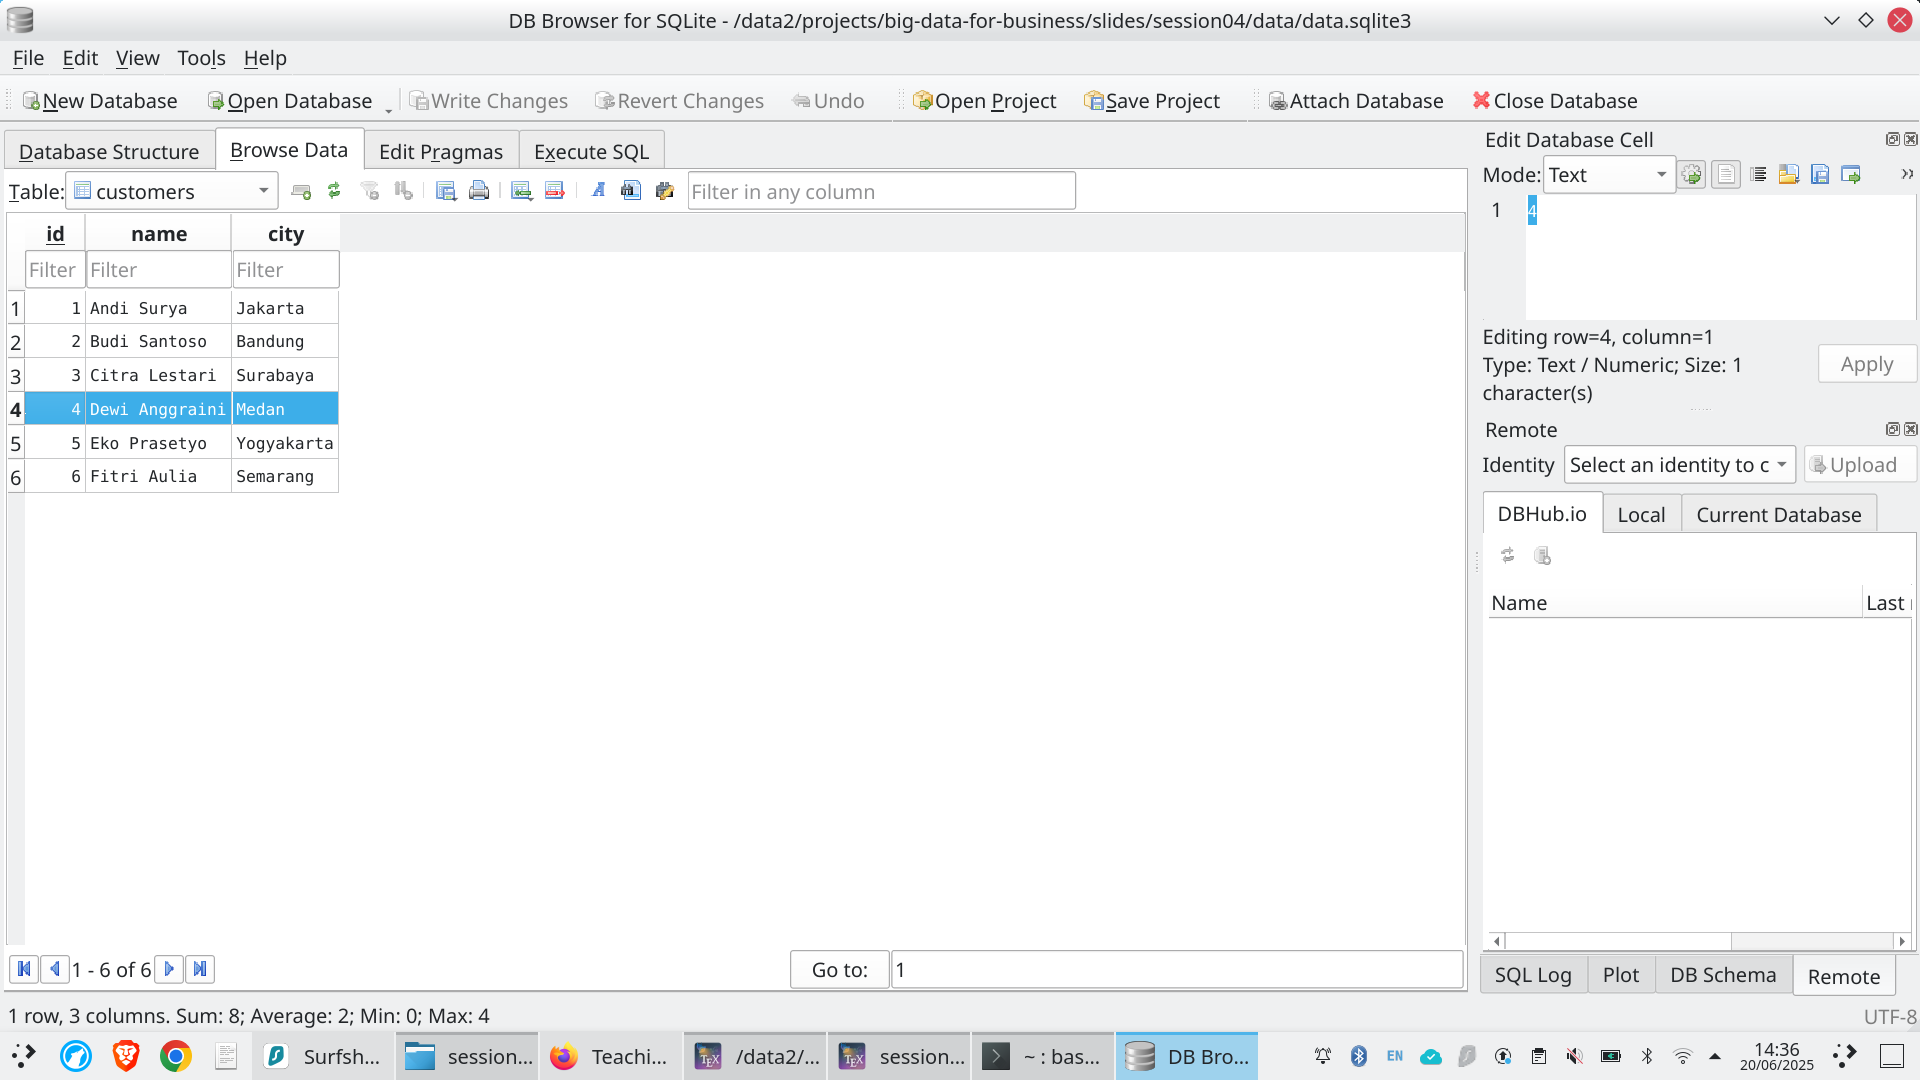 DB Browser for SQLite - /data2/projects/big-data-for-business/slides/session04/data/data.sqlite3
File Edit View Tools Help
New Database Open Database Write Changes Revert Changes Undo Open Project Save Project Attach Database Close Database
Database Structure Browse Data Edit Pragmas Execute SQL
Table: customers Filter in any column
id name city
Filter Filter Filter
1 1 Andi Surya Jakarta
2 2 Budi Santoso Bandung
3 3 Citra Lestari Surabaya
4 4 Dewi Anggraini Medan
5 5 Eko Prasetyo Yogyakarta
6 6 Fitri Aulia Semarang
1 - 6 of 6 Go to: 1
1 row, 3 columns. Sum: 8; Average: 2; Min: 0; Max: 4
Edit Database Cell
Mode: Text
1 4
Editing row=4, column=1
Type: Text / Numeric; Size: 1
character(s)
Apply
Remote
Identity Select an identity to c Upload
DBHub.io Local Current Database
Name Last
SQL Log Plot DB Schema Remote
UTF-8
Surfsh... session... Teachi... /data2/... session... ~ : bas... DB Bro... EN 14:36
20/06/2025